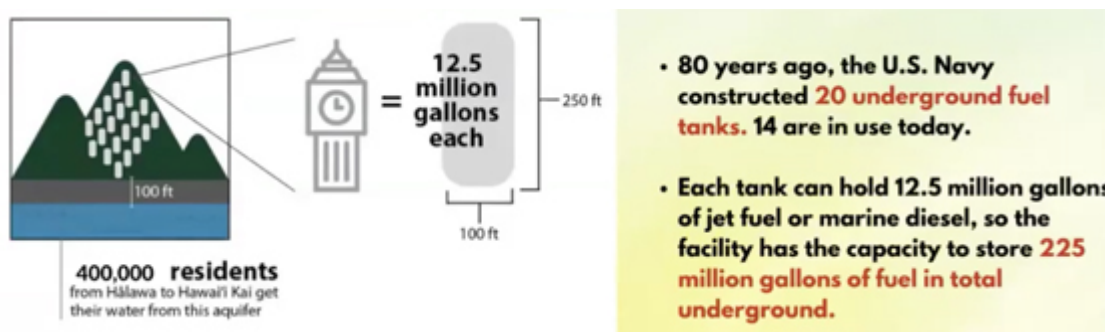 100 ft
400,000 residents
from Hālawa to Hawai'i Kai get
their water from this aquifer
=
12.5
million
gallons
each
250 ft
100 ft
• 80 years ago, the U.S. Navy
constructed 20 underground fuel
tanks. 14 are in use today.
• Each tank can hold 12.5 million gallons
of jet fuel or marine diesel, so the
facility has the capacity to store 225
million gallons of fuel in total
underground.